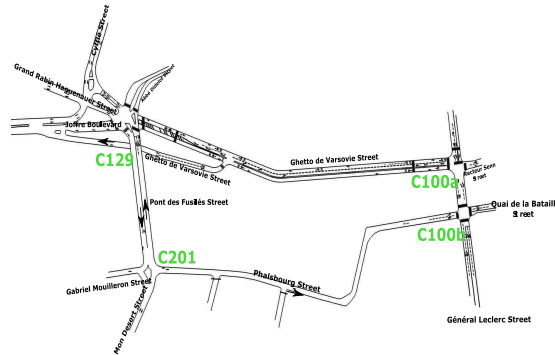 Cyfflé Street
Grand Rabin Haguenauer Street
Joffre Boulevard
C129
Ghetto de Varsovie Street
Ghetto de Varsovie Street
C100a
Quai de la Bataill
Street
Pont des Fusillés Street
C100b
C201
Gabriel Mouilleron Street
Phalsbourg Street
Mon Desert Street
Général Leclerc Street